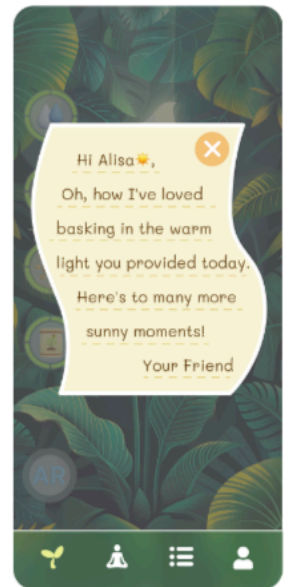 Hi Alisa☀️,
Oh, how I've loved
basking in the warm
light you provided today.
Here's to many more
sunny moments!
Your Friend
AR